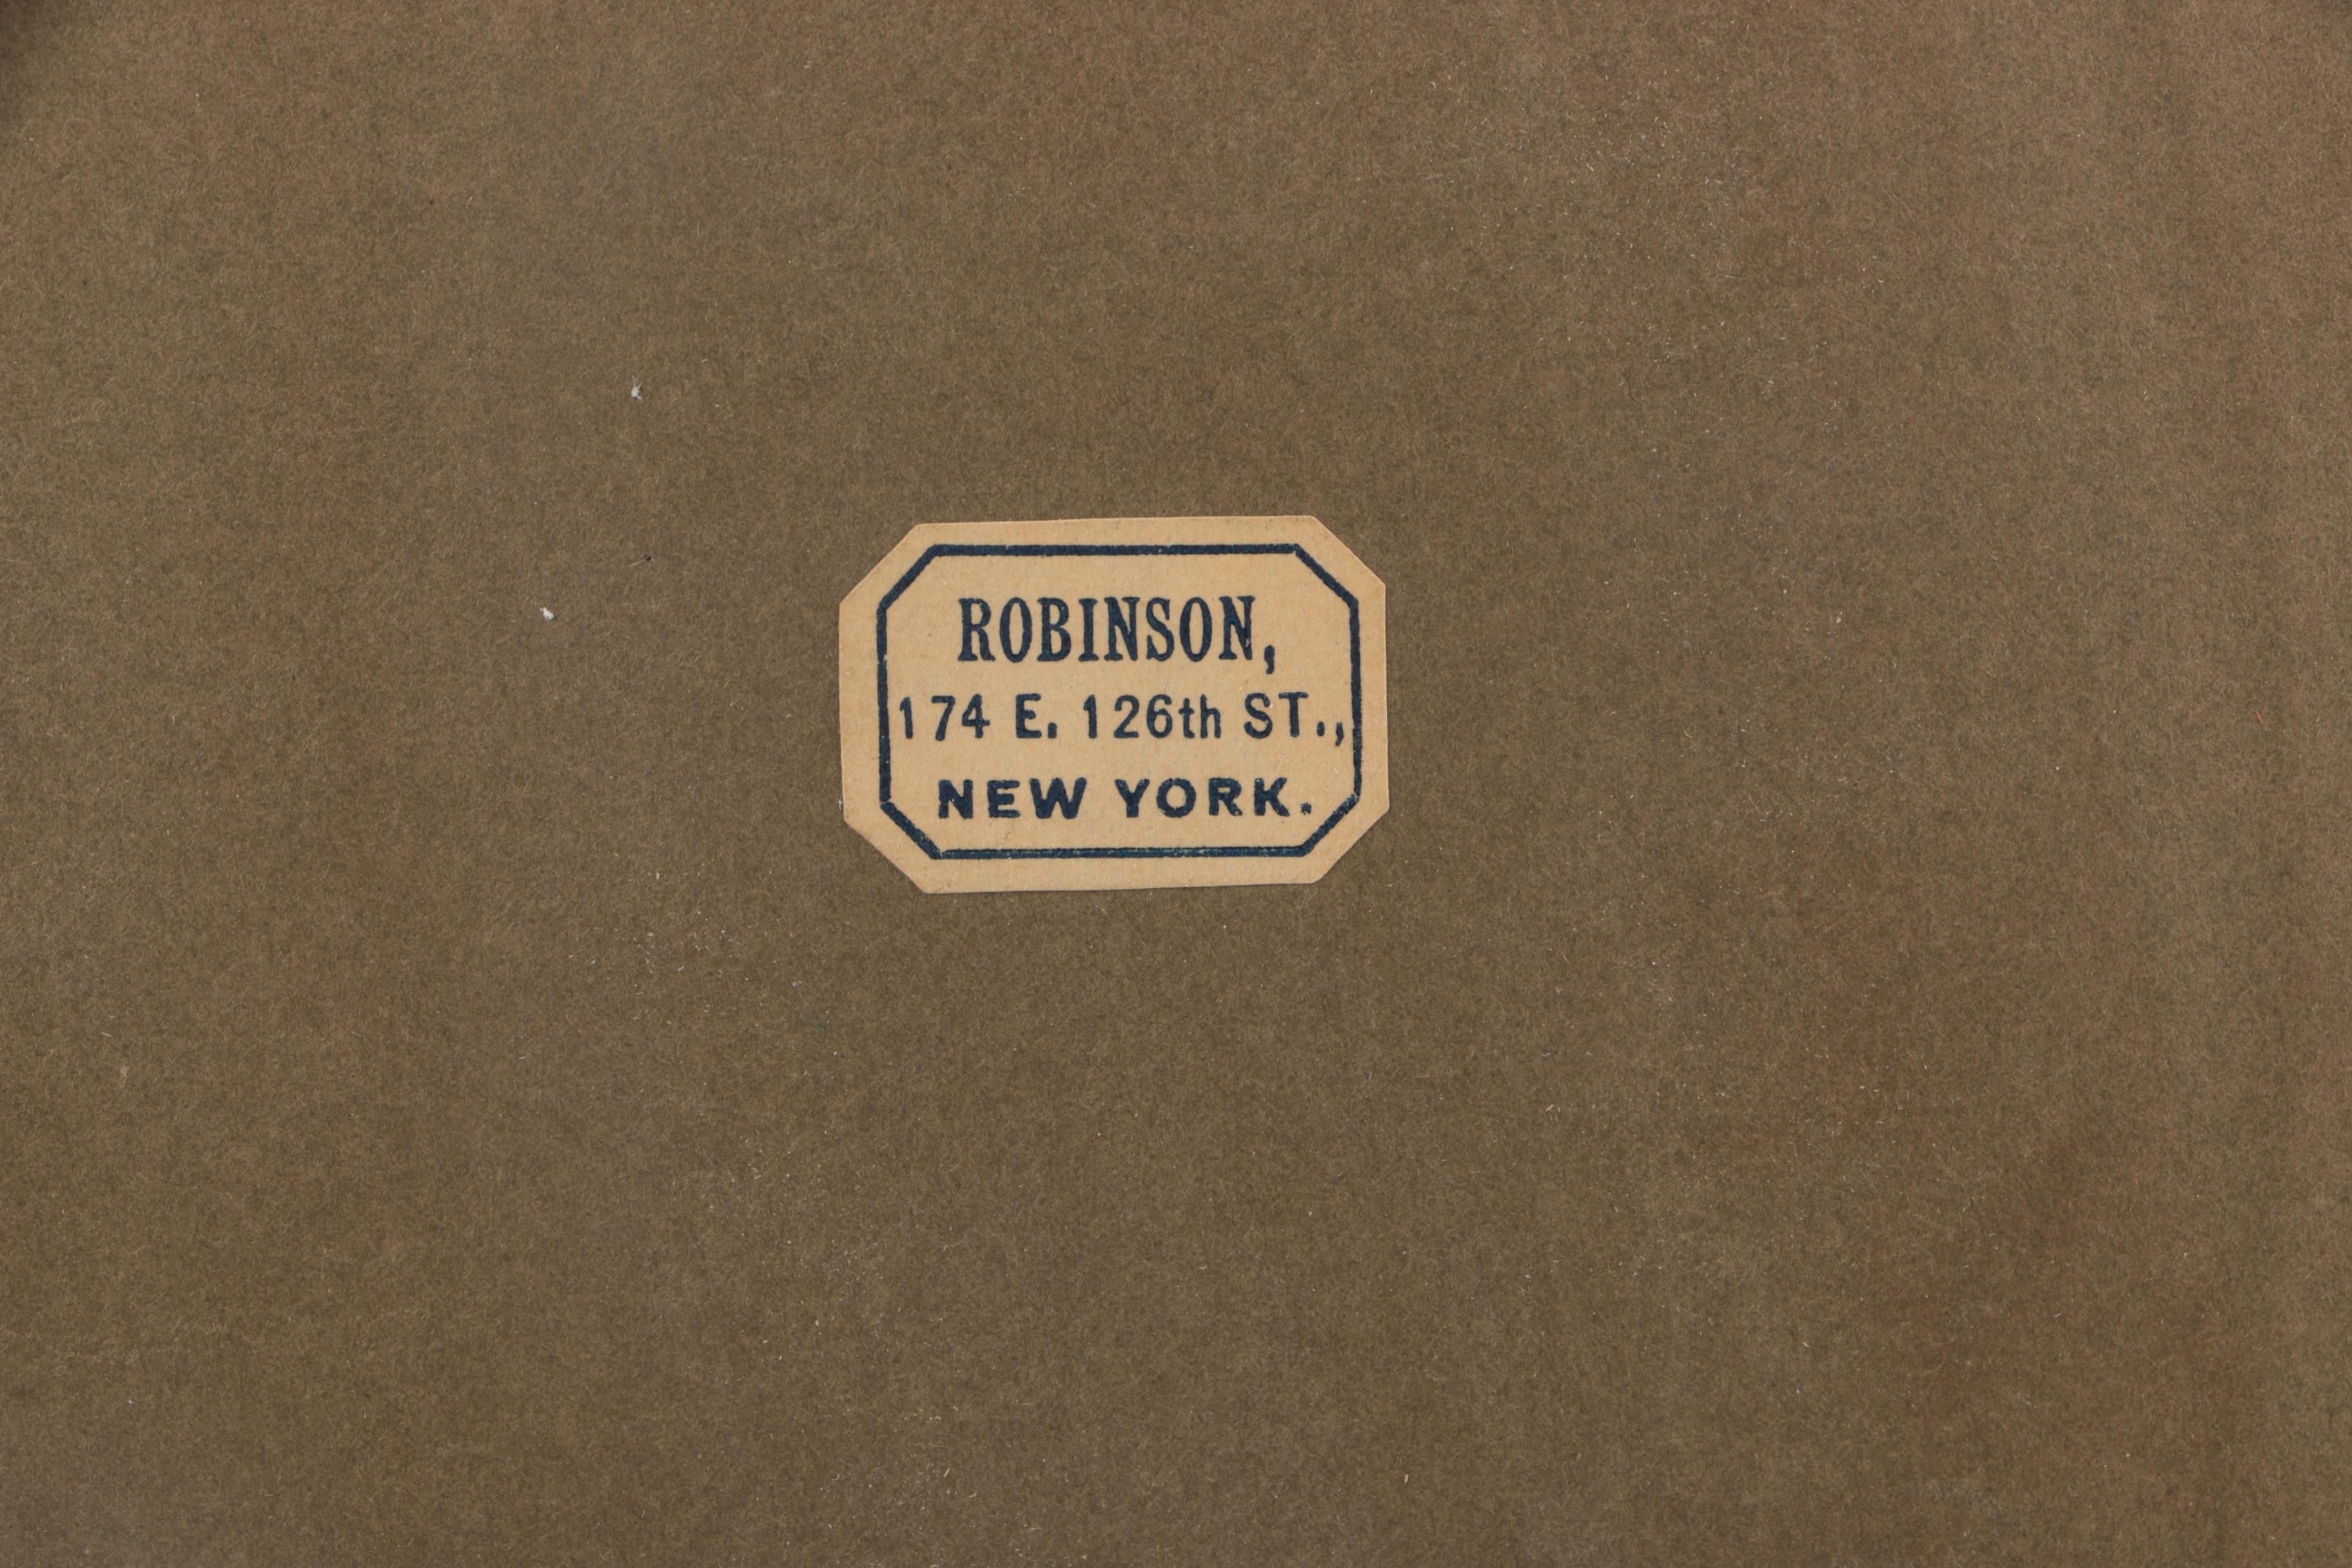 ROBINSON,
174 E. 126th ST.,
NEW YORK.